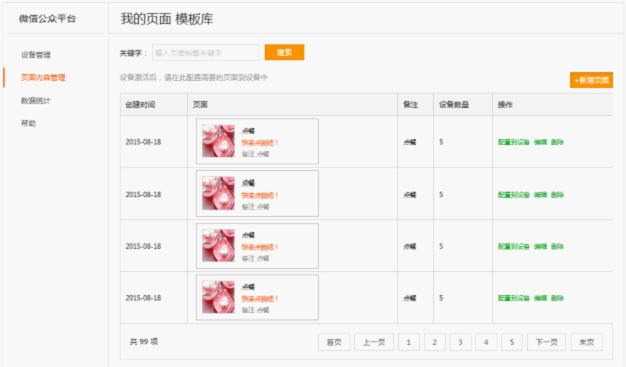 微信公众平台
我的页面 模板库
设备管理
页面内容管理
数据统计
帮助
关键字： 输入页面标题关键字 搜索
设备激活后，请在此配置需要的页面到设备中
+新增页面
创建时间 页面 备注 设备数量 操作
点餐
快来点我吧！
备注 点餐
2015-08-18 点餐 5 配置到设备 编辑 删除
点餐
快来点我吧！
备注 点餐
2015-08-18 点餐 5 配置到设备 编辑 删除
点餐
快来点我吧！
备注 点餐
2015-08-18 点餐 5 配置到设备 编辑 删除
点餐
快来点我吧！
备注 点餐
2015-08-18 点餐 5 配置到设备 编辑 删除
共 99 项 首页 上一页 1 2 3 4 5 下一页 末页